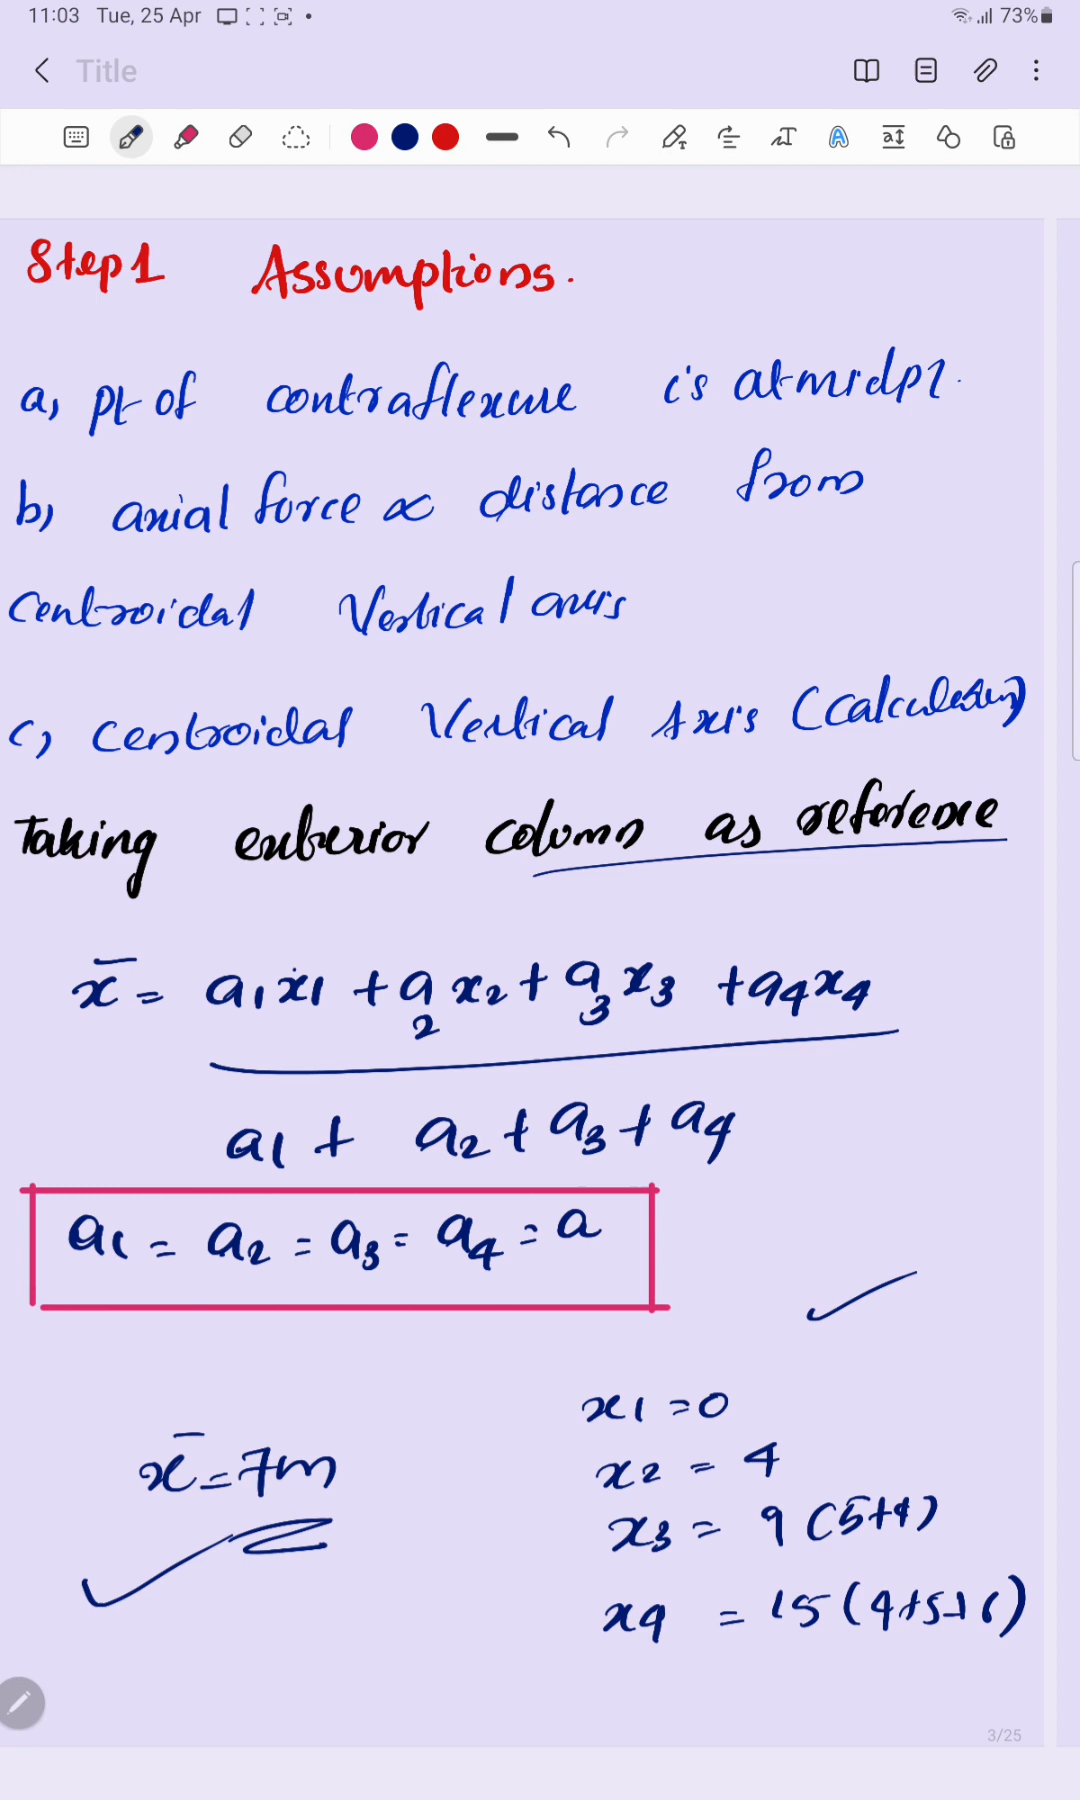 11:03 Tue, 25 Apr 73%
Title
Step 1 Assumptions.
a, pt of contraflexure is at midpt.
b, axial force ∝ distance from
centroidal Vertical axis
c, centroidal Vertical Axis (calculation)
Taking exterior column as reference
x̄ = a1x1 + a2x2 + a3x3 + a4x4
a1 + a2 + a3 + a4
a1 = a2 = a3 = a4 = a
x1 = 0
x̄ = 7m
x2 = 4
x3 = 9 (5+4)
x4 = 15 (4+5+6)
3/25